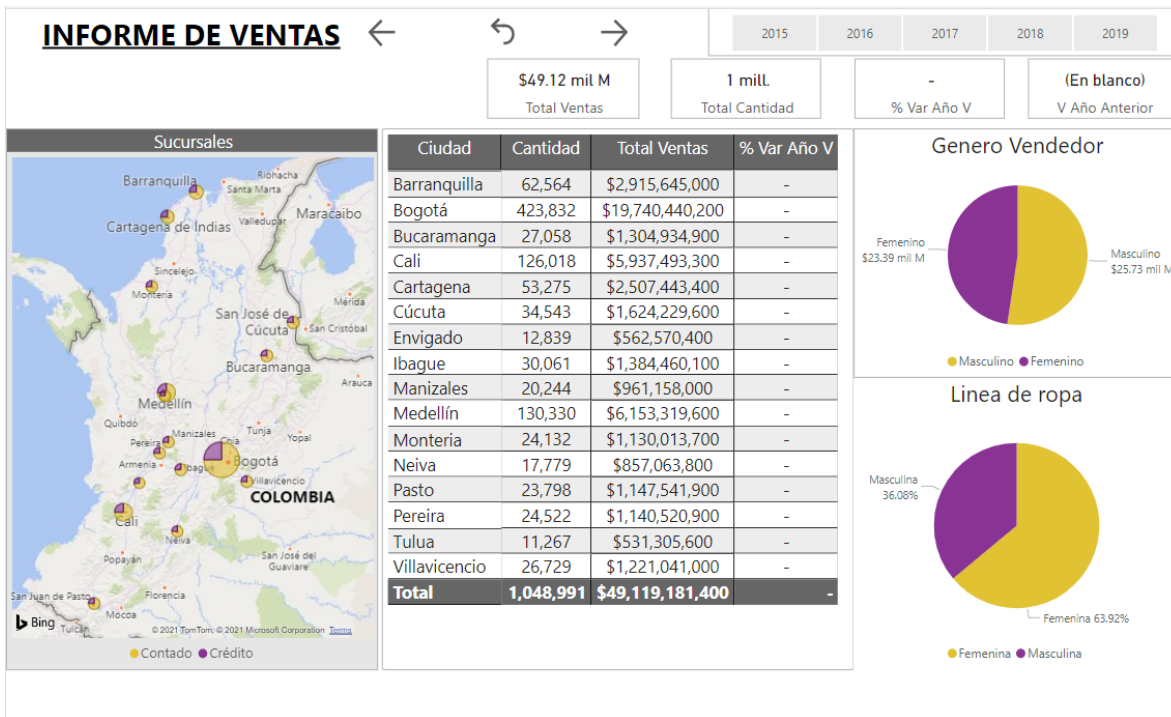 INFORME DE VENTAS
2015 2016 2017 2018 2019
$49.12 mil M
Total Ventas
1 mill.
Total Cantidad
-
% Var Año V
(En blanco)
V Año Anterior
Sucursales
Riohacha
Barranquilla
Santa Marta
Maracaibo
Valledupar
Cartagena de Indias
Sincelejo
Montería
Mérida
San José de
Cúcuta
San Cristóbal
Bucaramanga
Arauca
Medellín
Quibdó
Tunja
Yopal
Manizales
Chía
Pereira
Armenia
Ibagué
Bogotá
Villavicencio
COLOMBIA
Cali
Neiva
San José del
Guaviare
Popayán
Florencia
San Juan de Pasto
Mocoa
Tulcán
Bing
© 2021 TomTom, © 2021 Microsoft Corporation Terms
Contado Crédito
Ciudad Cantidad Total Ventas % Var Año V
Barranquilla 62,564 $2,915,645,000 -
Bogotá 423,832 $19,740,440,200 -
Bucaramanga 27,058 $1,304,934,900 -
Cali 126,018 $5,937,493,300 -
Cartagena 53,275 $2,507,443,400 -
Cúcuta 34,543 $1,624,229,600 -
Envigado 12,839 $562,570,400 -
Ibague 30,061 $1,384,460,100 -
Manizales 20,244 $961,158,000 -
Medellín 130,330 $6,153,319,600 -
Monteria 24,132 $1,130,013,700 -
Neiva 17,779 $857,063,800 -
Pasto 23,798 $1,147,541,900 -
Pereira 24,522 $1,140,520,900 -
Tulua 11,267 $531,305,600 -
Villavicencio 26,729 $1,221,041,000 -
Total 1,048,991 $49,119,181,400 -
Genero Vendedor
Femenino
$23.39 mil M
Masculino
$25.73 mil M
Masculino Femenino
Linea de ropa
Masculina
36.08%
Femenina 63.92%
Femenina Masculina